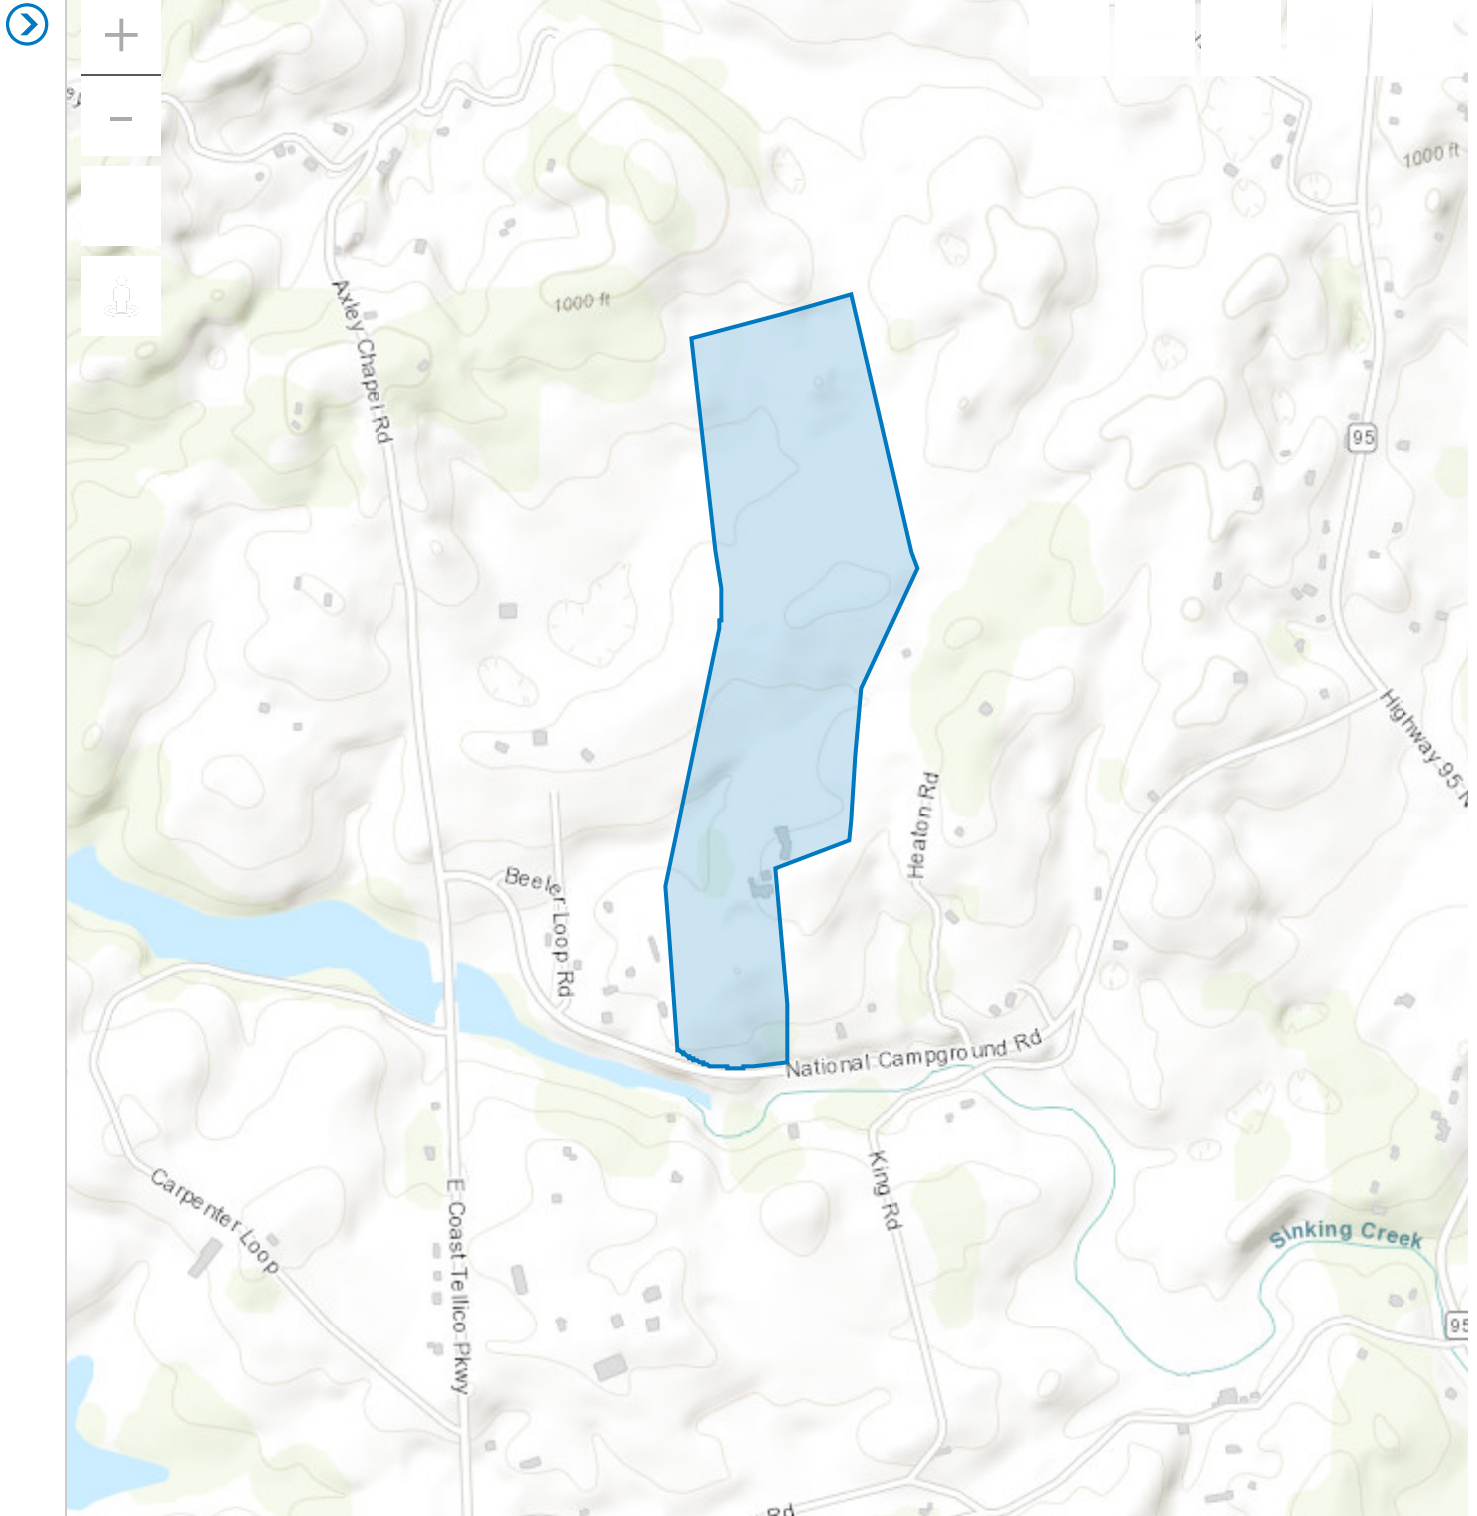 1000 ft
Axley Chapel Rd
1000 ft
95
Highway 95 N
Heaton Rd
Beeler Loop Rd
National Campground Rd
King Rd
Carpenter Loop
E Coast Tellico Pkwy
Sinking Creek
95
Rd